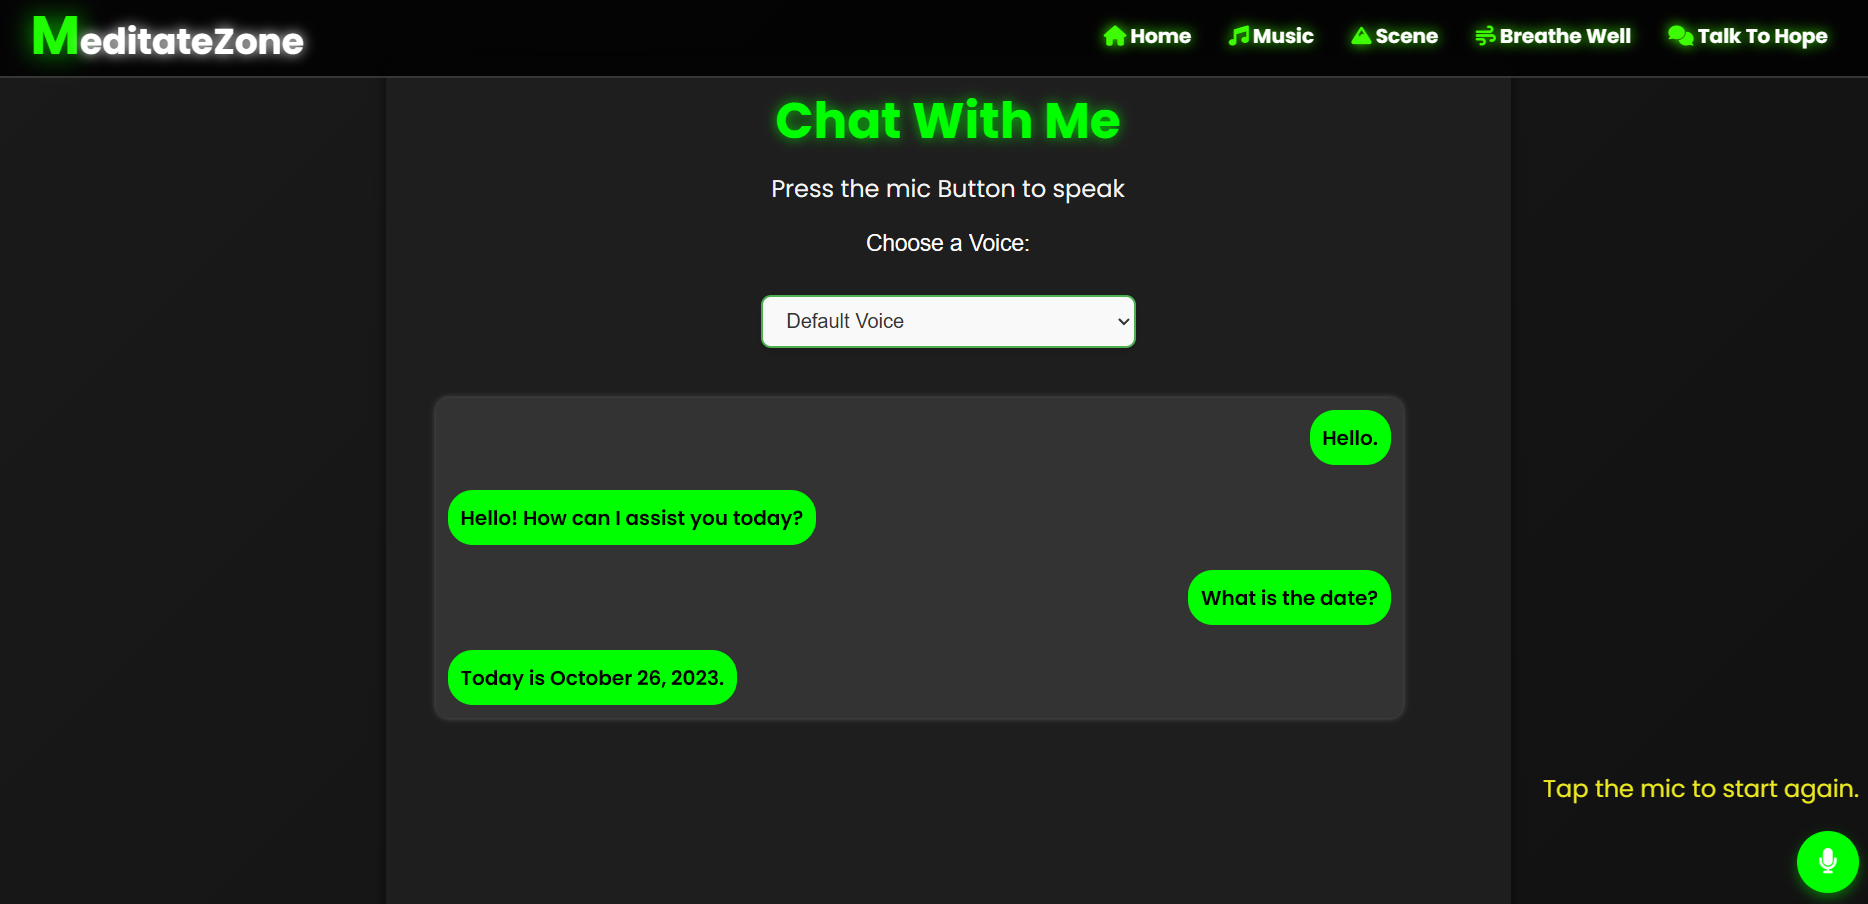 MeditateZone
Home Music Scene Breathe Well Talk To Hope
Chat With Me
Press the mic Button to speak
Choose a Voice:
Default Voice
Hello.
Hello! How can I assist you today?
What is the date?
Today is October 26, 2023.
Tap the mic to start again.